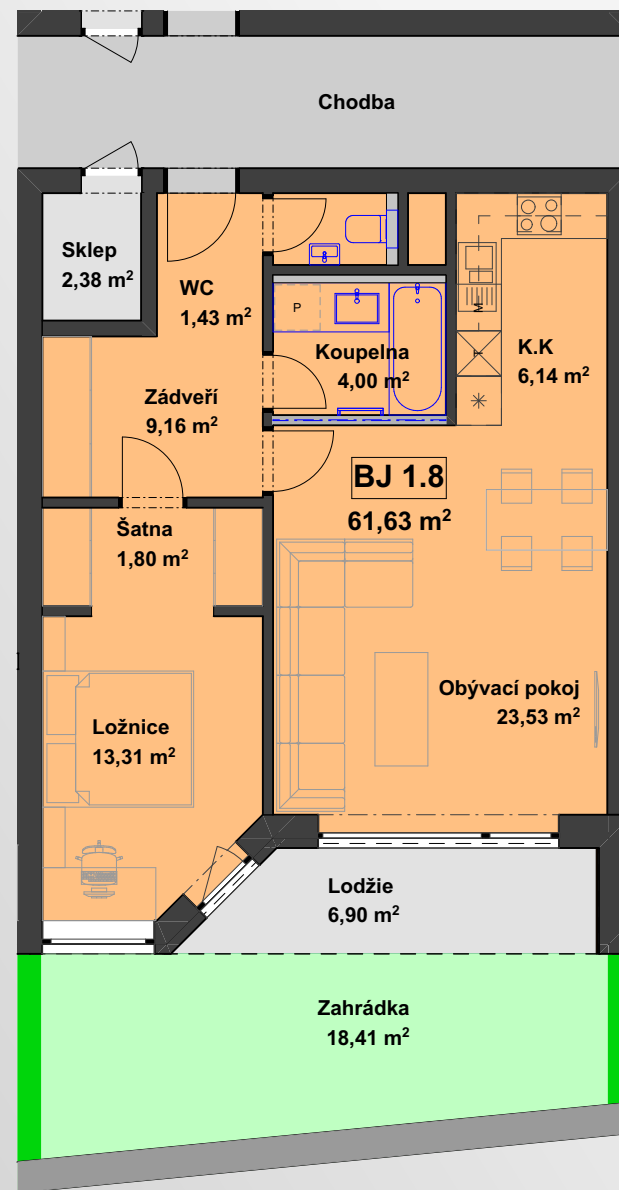 Chodba
Sklep
2,38 m²
WC
1,43 m²
P
Koupelna
4,00 m²
M
K.K
6,14 m²
Zádveří
9,16 m²
BJ 1.8
61,63 m²
Šatna
1,80 m²
Obývací pokoj
23,53 m²
Ložnice
13,31 m²
Lodžie
6,90 m²
Zahrádka
18,41 m²